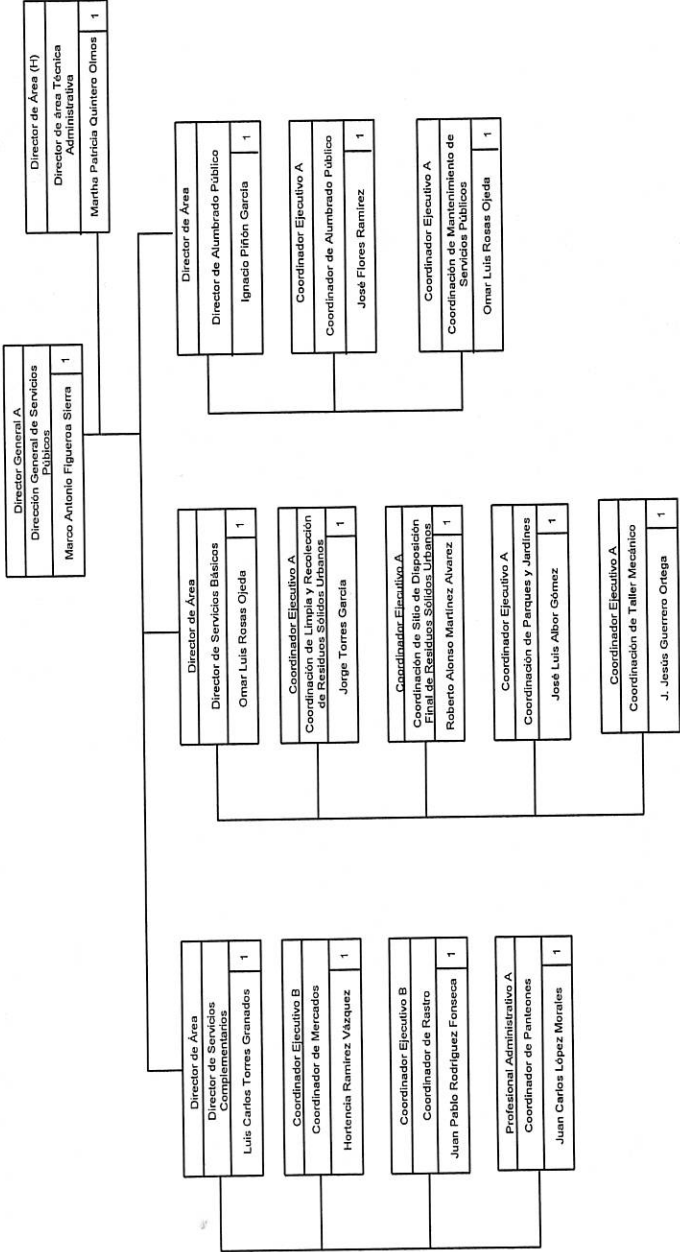 Director General A
Dirección General de Servicios
Púbicos
Marco Antonio Figueroa Sierra 1
Director de Área (H)
Director de área Técnica
Administrativa
Martha Patricia Quintero Olmos 1
Director de Área
Director de Servicios
Complementarios
Luis Carlos Torres Granados 1
Coordinador Ejecutivo B
Coordinador de Mercados
Hortencia Ramírez Vázquez 1
Coordinador Ejecutivo B
Coordinador de Rastro
Juan Pablo Rodríguez Fonseca 1
Profesional Administrativo A
Coordinador de Panteones
Juan Carlos López Morales 1
Director de Área
Director de Servicios Básicos
Omar Luis Rosas Ojeda 1
Coordinador Ejecutivo A
Coordinación de Limpia y Recolección
de Residuos Sólidos Urbanos
Jorge Torres García 1
Coordinador Ejecutivo A
Coordinación de Sitio de Disposición
Final de Residuos Sólidos Urbanos
Roberto Alonso Martínez Alvarez 1
Coordinador Ejecutivo A
Coordinación de Parques y Jardines
José Luis Albor Gómez 1
Coordinador Ejecutivo A
Coordinación de Taller Mecánico
J. Jesús Guerrero Ortega 1
Director de Área
Director de Alumbrado Público
Ignacio Piñón García 1
Coordinador Ejecutivo A
Coordinador de Alumbrado Público
José Flores Ramírez 1
Coordinador Ejecutivo A
Coordinación de Mantenimiento de
Servicios Públicos
Omar Luis Rosas Ojeda 1